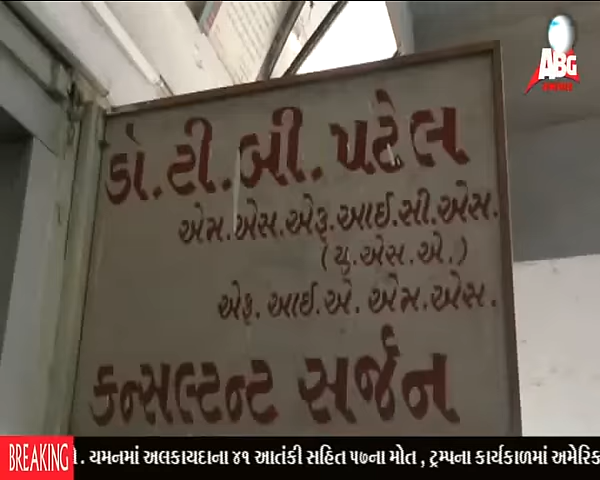 ABG
ડો. ટી. બી. પટેલ
એમ.એસ.એફ.આઈ.સી.એસ.
(યુ.એસ.એ.)
એફ. આઈ. એ. એમ.એસ.
કન્સલ્ટન્ટ સર્જન
BREAKING . યમનમાં અલકાયદાના ૪૧ આતંકી સહિત ૫૭ના મોત , ટ્રમ્પના કાર્યકાળમાં અમેરિક